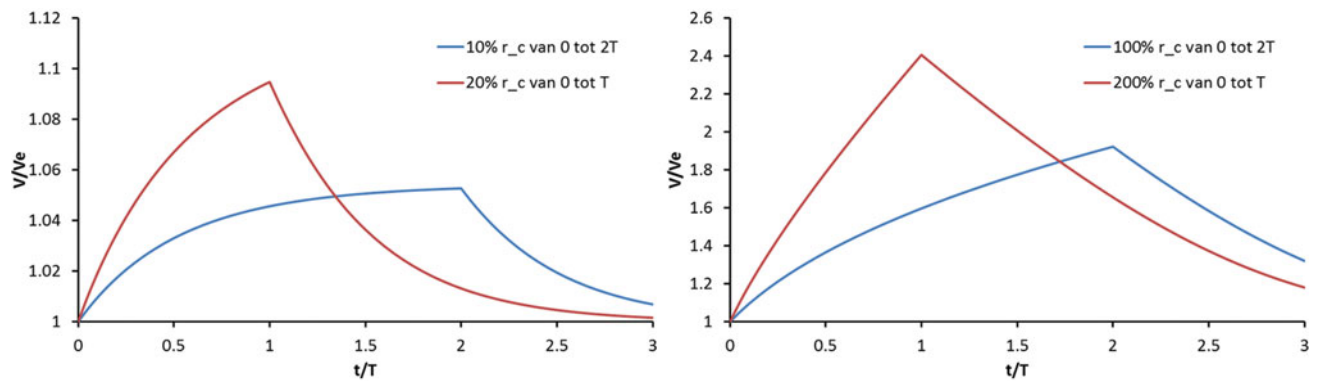 1.12
1.1
1.08
1.06
1.04
1.02
1
V/Ve
10% r_c van 0 tot 2T
20% r_c van 0 tot T
0 0.5 1 1.5 2 2.5 3
t/T
2.6
2.4
2.2
2
1.8
1.6
1.4
1.2
1
V/Ve
100% r_c van 0 tot 2T
200% r_c van 0 tot T
0 0.5 1 1.5 2 2.5 3
t/T